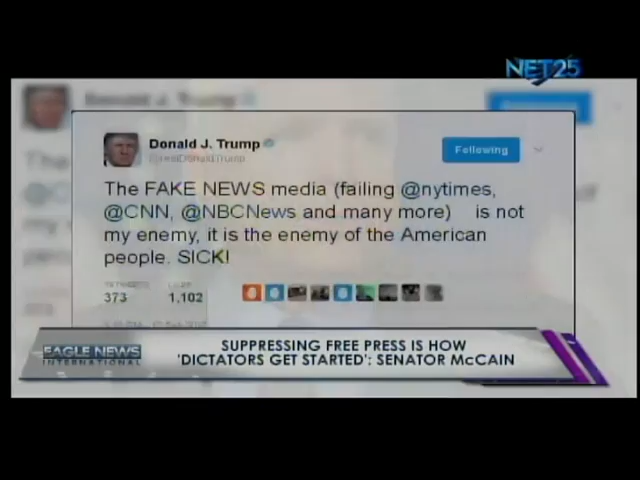 NET25
Donald J. Trump
@realDonaldTrump
Following
The FAKE NEWS media (failing @nytimes,
@CNN, @NBCNews and many more) is not
my enemy, it is the enemy of the American
people. SICK!
373 1,102
EAGLE NEWS
INTERNATIONAL
SUPPRESSING FREE PRESS IS HOW
'DICTATORS GET STARTED': SENATOR McCAIN